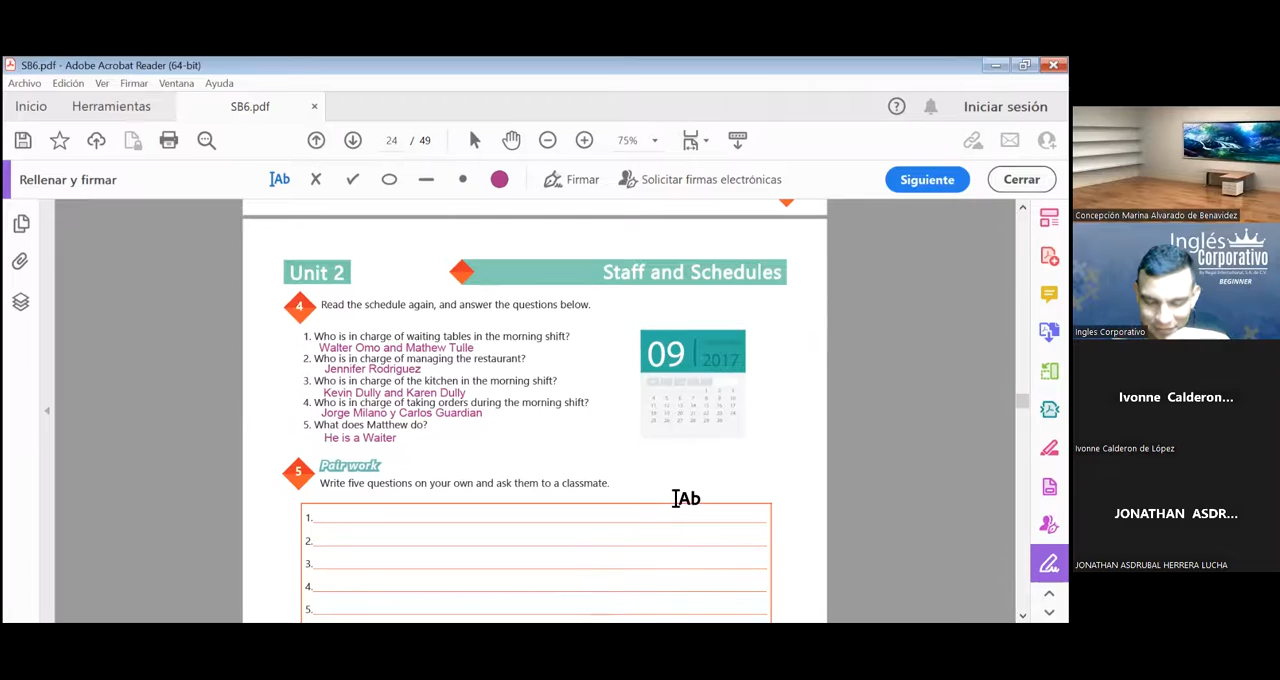 SB6.pdf - Adobe Acrobat Reader (64-bit)
Archivo Edición Ver Firmar Ventana Ayuda
Inicio Herramientas SB6.pdf × Iniciar sesión
24 / 49 75%
Rellenar y firmar Ab Firmar Solicitar firmas electrónicas Siguiente Cerrar
Unit 2 Staff and Schedules
4 Read the schedule again, and answer the questions below.
1. Who is in charge of waiting tables in the morning shift?
Walter Omo and Mathew Tulle
2. Who is in charge of managing the restaurant?
Jennifer Rodriguez
3. Who is in charge of the kitchen in the morning shift?
Kevin Dully and Karen Dully
4. Who is in charge of taking orders during the morning shift?
Jorge Milano y Carlos Guardian
5. What does Matthew do?
He is a Waiter
09 2017
5 Pair work
Write five questions on your own and ask them to a classmate.
Ab
1.
2.
3.
4.
5.
Concepción Marina Alvarado de Benavidez
Inglés
Corporativo
BEGINNER
Ingles Corporativo
Ivonne Calderon...
Ivonne Calderon de López
JONATHAN ASDR...
JONATHAN ASDRUBAL HERRERA LUCHA